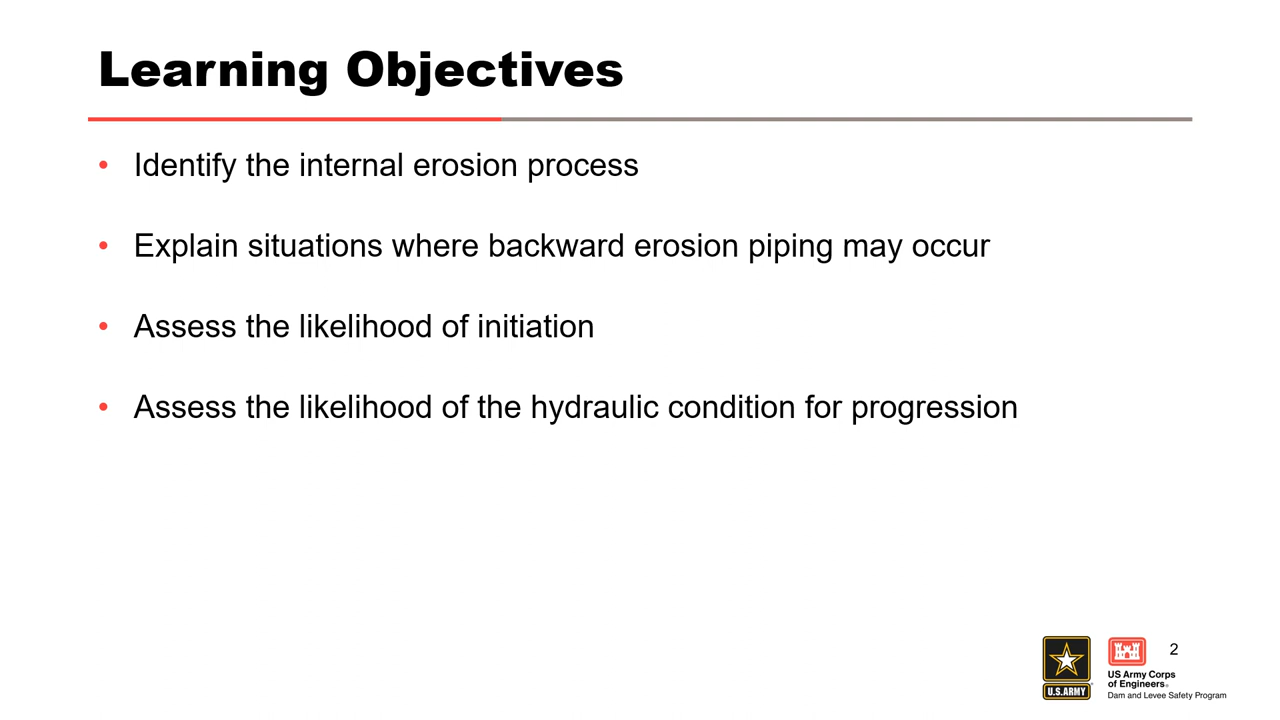 Learning Objectives
• Identify the internal erosion process
• Explain situations where backward erosion piping may occur
• Assess the likelihood of initiation
• Assess the likelihood of the hydraulic condition for progression
2
U.S.ARMY
US Army Corps
of Engineers®
Dam and Levee Safety Program